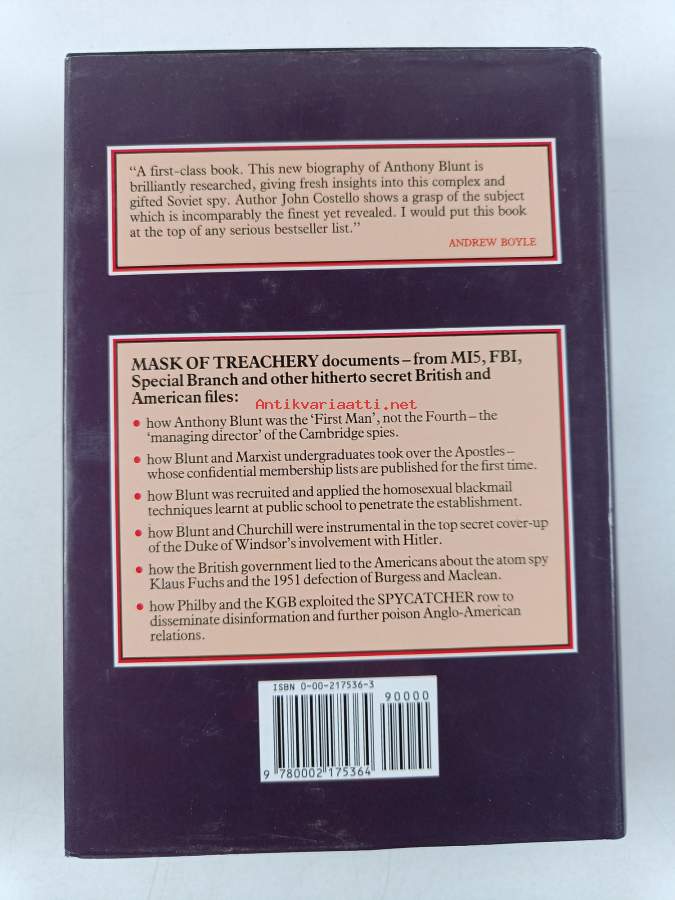 “A first-class book. This new biography of Anthony Blunt is
brilliantly researched, giving fresh insights into this complex and
gifted Soviet spy. Author John Costello shows a grasp of the subject
which is incomparably the finest yet revealed. I would put this book
at the top of any serious bestseller list.”
ANDREW BOYLE
MASK OF TREACHERY documents – from MI5, FBI,
Special Branch and other hitherto secret British and
American files:
Antikvariaatti.net
• how Anthony Blunt was the ‘First Man’, not the Fourth – the
‘managing director’ of the Cambridge spies.
• how Blunt and Marxist undergraduates took over the Apostles –
whose confidential membership lists are published for the first time.
• how Blunt was recruited and applied the homosexual blackmail
techniques learnt at public school to penetrate the establishment.
• how Blunt and Churchill were instrumental in the top secret cover-up
of the Duke of Windsor’s involvement with Hitler.
• how the British government lied to the Americans about the atom spy
Klaus Fuchs and the 1951 defection of Burgess and Maclean.
• how Philby and the KGB exploited the SPYCATCHER row to
disseminate disinformation and further poison Anglo-American
relations.
ISBN 0-00-217536-3
90000
9 780002 175364